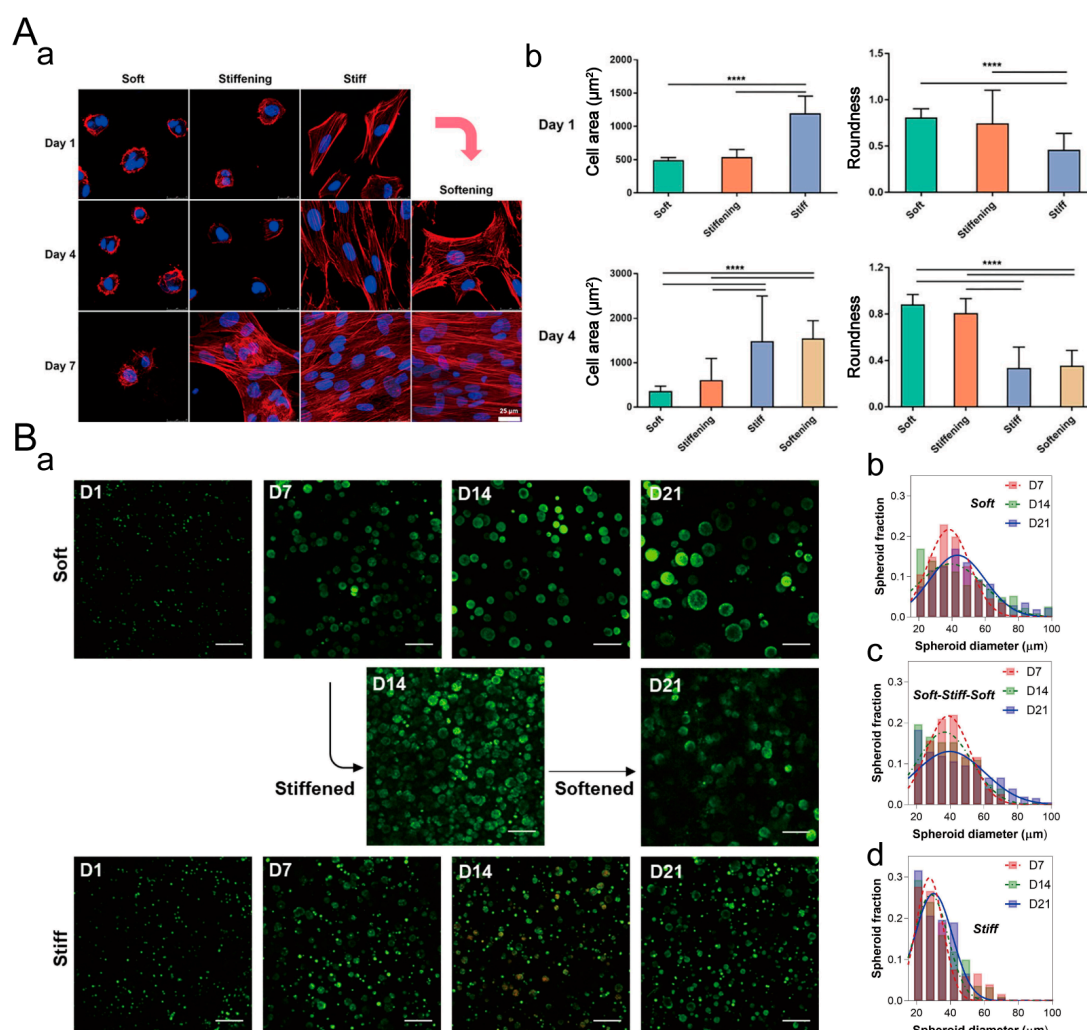 A
a
Soft Stiffening Stiff
Day 1
Softening
Day 4
Day 7
25 μm
b
Day 1
Cell area (μm²)
2000
1500
1000
500
0
Soft Stiffening Stiff
****
Roundness
1.5
1.0
0.5
0.0
Soft Stiffening Stiff
****
Day 4
Cell area (μm²)
3000
2000
1000
0
Soft Stiffening Stiff Softening
****
Roundness
1.2
0.8
0.4
0.0
Soft Stiffening Stiff Softening
****
B
a
Soft
D1 D7 D14 D21
Stiffened
D14
Softened
D21
Stiff
D1 D7 D14 D21
b
Spheroid fraction
0.3
0.2
0.1
0.0
Soft
D7
D14
D21
20 40 60 80 100
Spheroid diameter (μm)
c
Spheroid fraction
0.3
0.2
0.1
0.0
Soft-Stiff-Soft
D7
D14
D21
20 40 60 80 100
Spheroid diameter (μm)
d
Spheroid fraction
0.3
0.2
0.1
0.0
Stiff
D7
D14
D21
20 40 60 80 100
Spheroid diameter (μm)